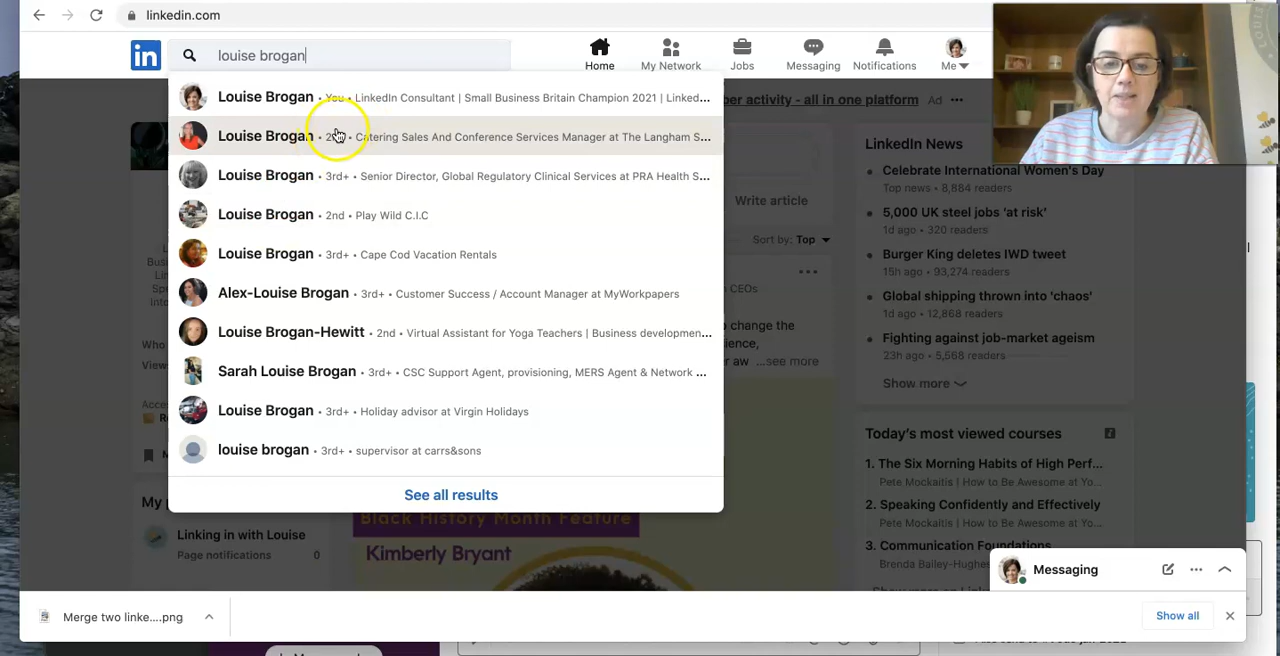 linkedin.com
in
louise brogan
Home
My Network
Jobs
Messaging
Notifications
Me
Louise Brogan • You • LinkedIn Consultant | Small Business Britain Champion 2021 | Linked...
Louise Brogan • 2nd • Catering Sales And Conference Services Manager at The Langham S...
Louise Brogan • 3rd+ • Senior Director, Global Regulatory Clinical Services at PRA Health S...
Louise Brogan • 2nd • Play Wild C.I.C
Louise Brogan • 3rd+ • Cape Cod Vacation Rentals
Alex-Louise Brogan • 3rd+ • Customer Success / Account Manager at MyWorkpapers
Louise Brogan-Hewitt • 2nd • Virtual Assistant for Yoga Teachers | Business developmen...
Sarah Louise Brogan • 3rd+ • CSC Support Agent, provisioning, MERS Agent & Network ...
Louise Brogan • 3rd+ • Holiday advisor at Virgin Holidays
louise brogan • 3rd+ • supervisor at carrs&sons
See all results
activity - all in one platform Ad •••
Write article
Sort by: Top
CEOs
change the
...see more
LinkedIn News
Celebrate International Women's Day
Top news • 8,884 readers
5,000 UK steel jobs 'at risk'
1d ago • 320 readers
Burger King deletes IWD tweet
15h ago • 93,274 readers
Global shipping thrown into 'chaos'
1d ago • 12,868 readers
Fighting against job-market ageism
23h ago • 5,568 readers
Show more
Today's most viewed courses
1. The Six Morning Habits of High Perf...
Pete Mockaitis | How to Be Awesome at Yo...
2. Speaking Confidently and Effectively
Pete Mockaitis | How to Be Awesome at Yo...
3. Communication Foundations
Brenda Bailey-Hughes
Messaging
Who
Views
My p
Linking in with Louise
Page notifications 0
Black History Month Feature
Kimberly Bryant
Merge two linke....png
Show all